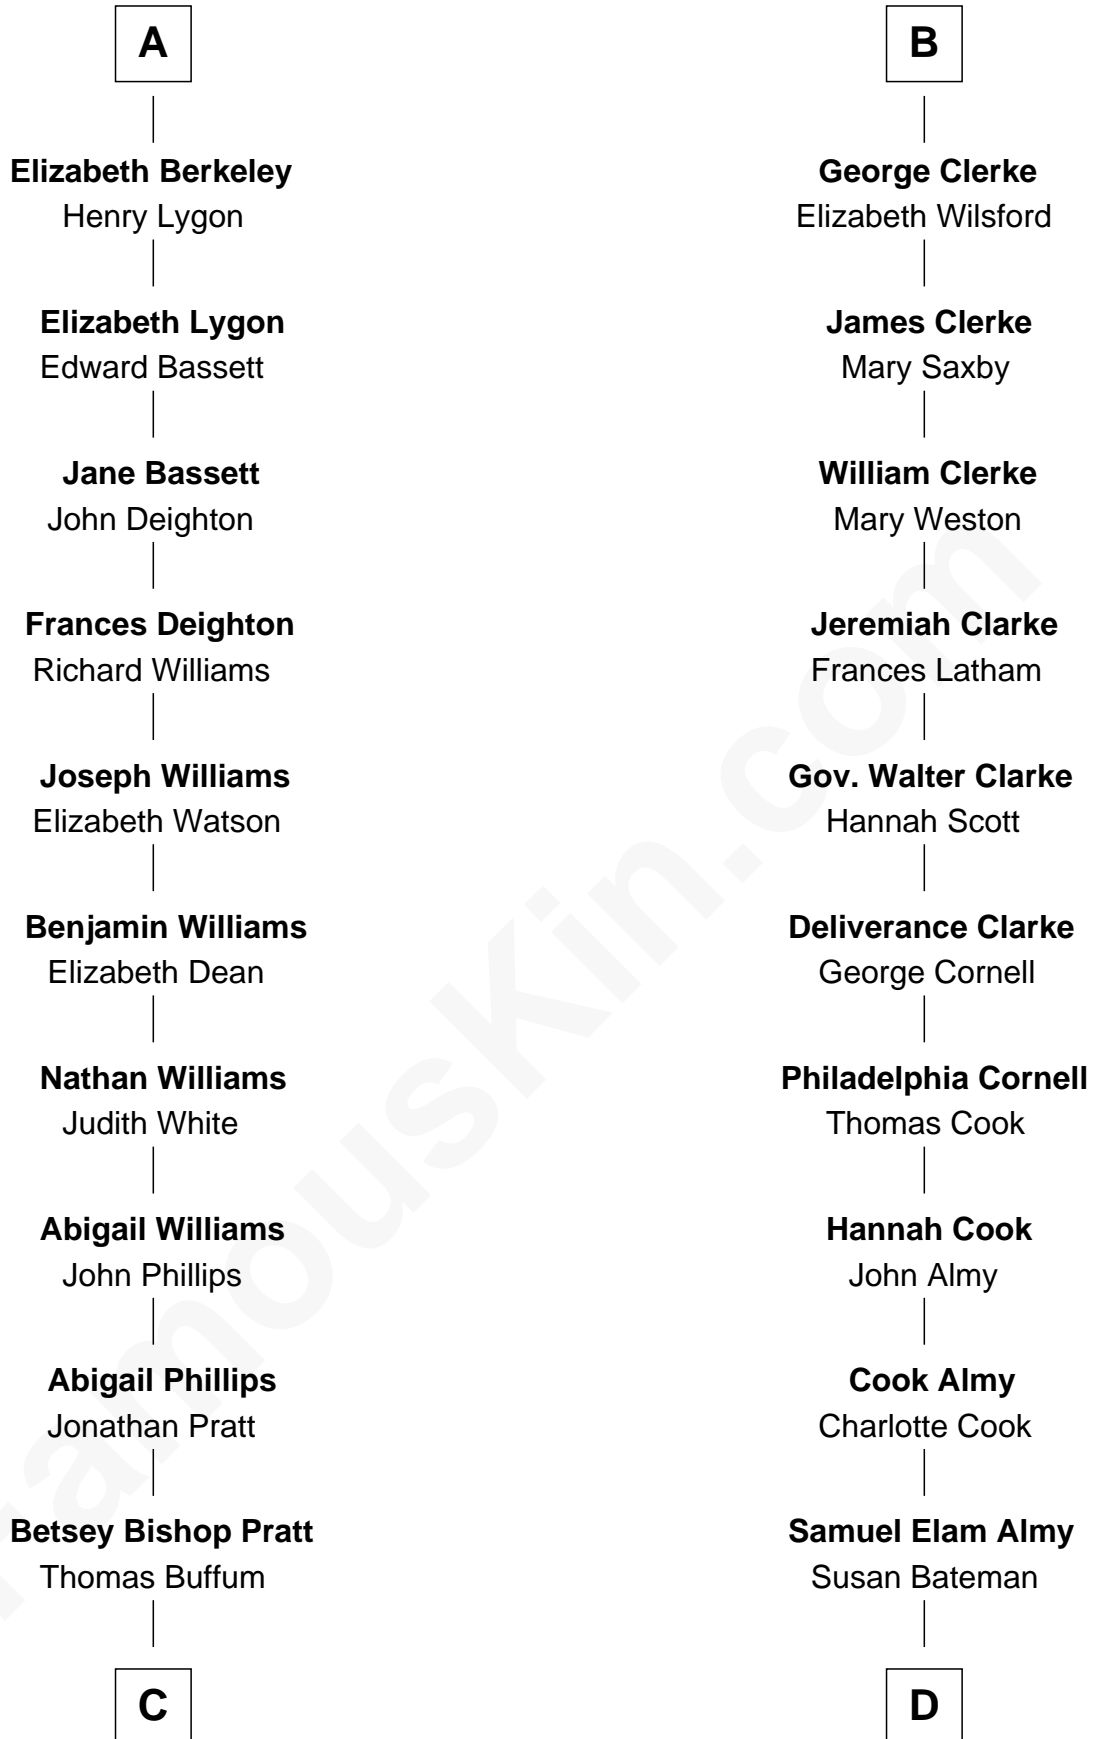 A
Elizabeth Berkeley
Henry Lygon
Elizabeth Lygon
Edward Bassett
Jane Bassett
John Deighton
Frances Deighton
Richard Williams
Joseph Williams
Elizabeth Watson
Benjamin Williams
Elizabeth Dean
Nathan Williams
Judith White
Abigail Williams
John Phillips
Abigail Phillips
Jonathan Pratt
Betsey Bishop Pratt
Thomas Buffum
C
B
George Clerke
Elizabeth Wilsford
James Clerke
Mary Saxby
William Clerke
Mary Weston
Jeremiah Clarke
Frances Latham
Gov. Walter Clarke
Hannah Scott
Deliverance Clarke
George Cornell
Philadelphia Cornell
Thomas Cook
Hannah Cook
John Almy
Cook Almy
Charlotte Cook
Samuel Elam Almy
Susan Bateman
D
FamousKin.com